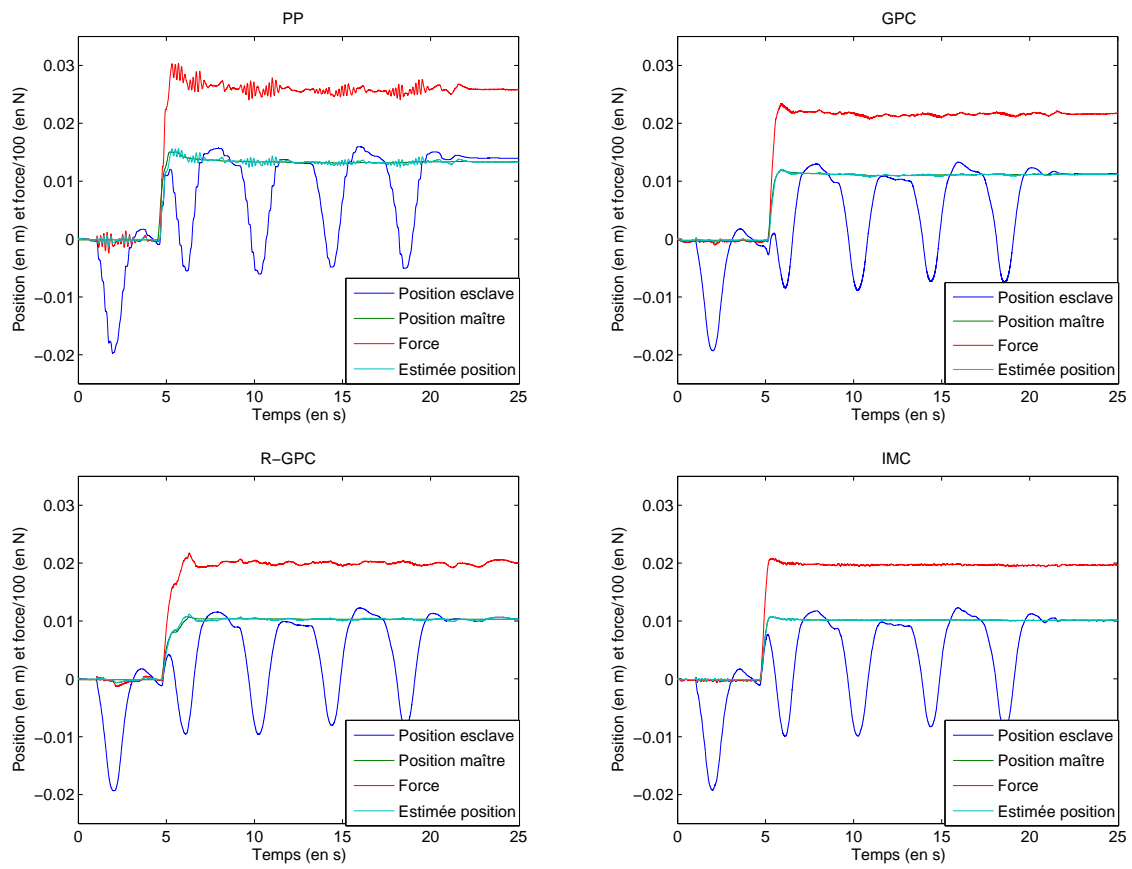 PP
Position (en m) et force/100 (en N)
0.03
0.02
0.01
0
−0.01
−0.02
0 5 10 15 20 25
Temps (en s)
Position esclave
Position maître
Force
Estimée position
GPC
Position (en m) et force/100 (en N)
0.03
0.02
0.01
0
−0.01
−0.02
0 5 10 15 20 25
Temps (en s)
Position esclave
Position maître
Force
Estimée position
R−GPC
Position (en m) et force/100 (en N)
0.03
0.02
0.01
0
−0.01
−0.02
0 5 10 15 20 25
Temps (en s)
Position esclave
Position maître
Force
Estimée position
IMC
Position (en m) et force/100 (en N)
0.03
0.02
0.01
0
−0.01
−0.02
0 5 10 15 20 25
Temps (en s)
Position esclave
Position maître
Force
Estimée position